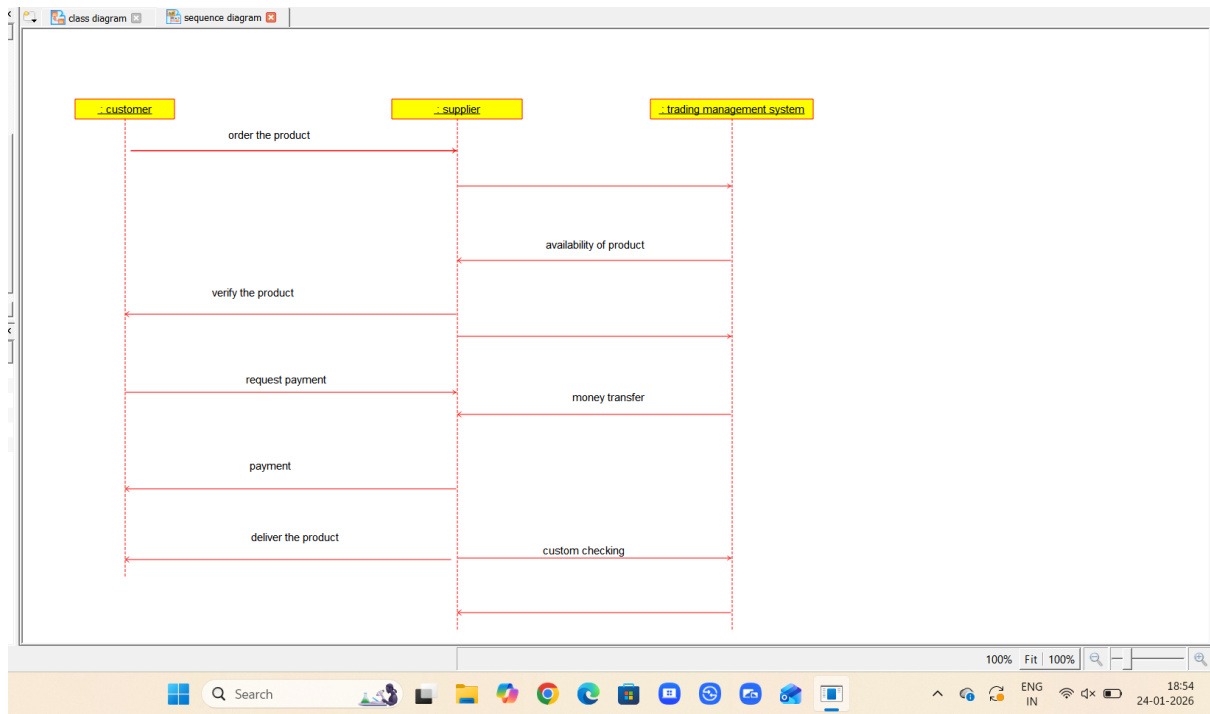 class diagram
sequence diagram
: customer
: supplier
: trading management system
order the product
availability of product
verify the product
request payment
money transfer
payment
deliver the product
custom checking
100% Fit 100%
Search
ENG
IN
18:54
24-01-2026